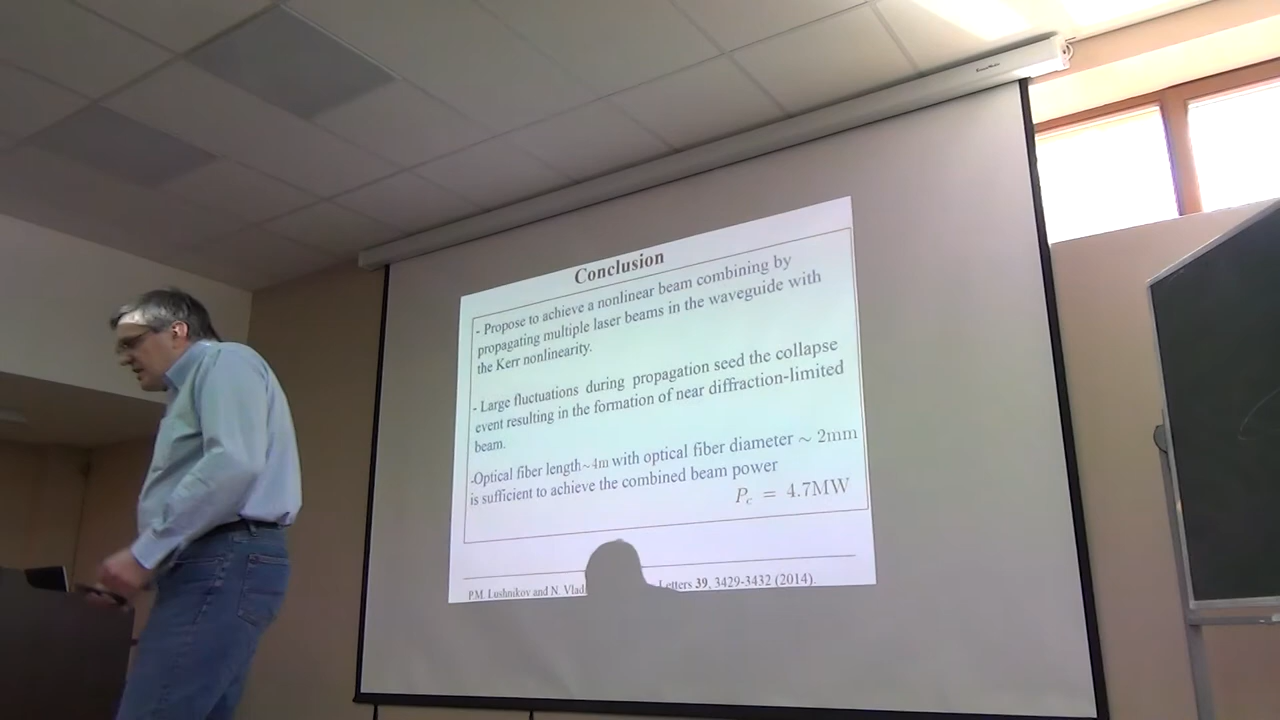 Conclusion
- Propose to achieve a nonlinear beam combining by
propagating multiple laser beams in the waveguide with
the Kerr nonlinearity.
- Large fluctuations during propagation seed the collapse
event resulting in the formation of near diffraction-limited
beam.
-Optical fiber length~4m with optical fiber diameter ~ 2mm
is sufficient to achieve the combined beam power
P_c = 4.7MW
P.M. Lushnikov and N. Vlad Letters 39, 3429-3432 (2014).